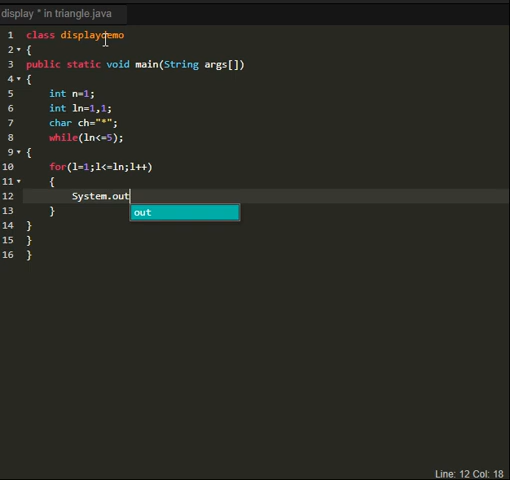 display * in triangle.java
1 class displaydemo
2 {
3 public static void main(String args[])
4 {
5 int n=1;
6 int ln=1,1;
7 char ch="*";
8 while(ln<=5);
9 {
10 for(l=1;l<=ln;l++)
11 {
12 System.out
out
13 }
14 }
15 }
16 }
Line: 12 Col: 18